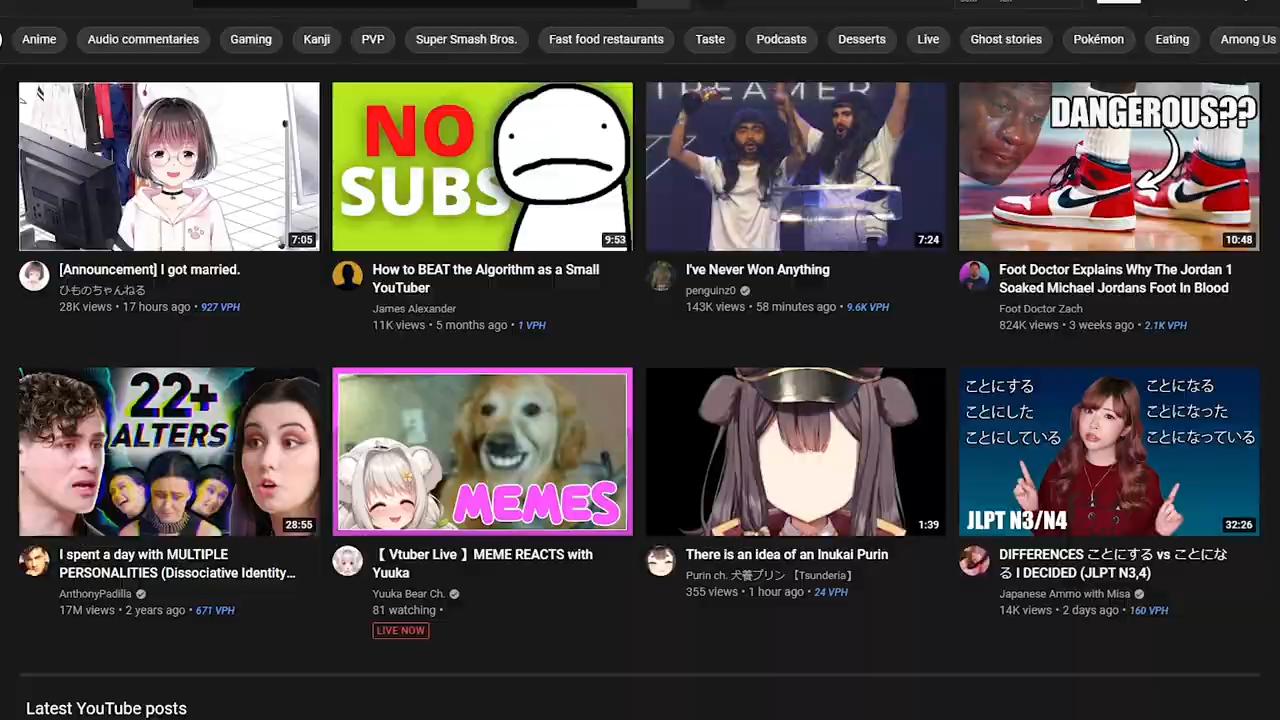 Anime
Audio commentaries
Gaming
Kanji
PVP
Super Smash Bros.
Fast food restaurants
Taste
Podcasts
Desserts
Live
Ghost stories
Pokémon
Eating
Among Us
7:05
NO
SUBS
9:53
7:24
DANGEROUS??
10:48
[Announcement] I got married.
ひものちゃんねる
28K views • 17 hours ago • 927 VPH
How to BEAT the Algorithm as a Small
YouTuber
James Alexander
11K views • 5 months ago • 1 VPH
I've Never Won Anything
penguinz0
143K views • 58 minutes ago • 9.6K VPH
Foot Doctor Explains Why The Jordan 1
Soaked Michael Jordans Foot In Blood
Foot Doctor Zach
824K views • 3 weeks ago • 2.1K VPH
22+
ALTERS
28:55
MEMES
1:39
ことにする
ことにした
ことにしている
ことになる
ことになった
ことになっている
JLPT N3/N4
32:26
I spent a day with MULTIPLE
PERSONALITIES (Dissociative Identity...
AnthonyPadilla
17M views • 2 years ago • 671 VPH
【 Vtuber Live 】MEME REACTS with
Yuuka
Yuuka Bear Ch.
81 watching •
LIVE NOW
There is an idea of an Inukai Purin
Purin ch. 犬養プリン 【Tsunderia】
355 views • 1 hour ago • 24 VPH
DIFFERENCES ことにする vs ことにな
る I DECIDED (JLPT N3,4)
Japanese Ammo with Misa
14K views • 2 days ago • 160 VPH
Latest YouTube posts